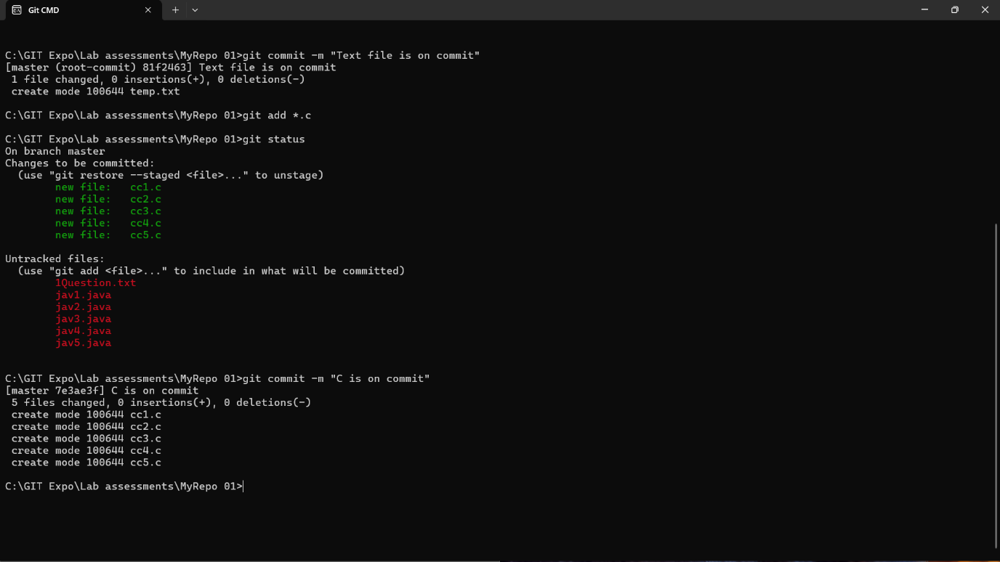 Git CMD
C:\GIT Expo\Lab assessments\MyRepo 01>git commit -m "Text file is on commit"
[master (root-commit) 81f2463] Text file is on commit
 1 file changed, 0 insertions(+), 0 deletions(-)
 create mode 100644 temp.txt
C:\GIT Expo\Lab assessments\MyRepo 01>git add *.c
C:\GIT Expo\Lab assessments\MyRepo 01>git status
On branch master
Changes to be committed:
  (use "git restore --staged <file>..." to unstage)
        new file:   cc1.c
        new file:   cc2.c
        new file:   cc3.c
        new file:   cc4.c
        new file:   cc5.c
Untracked files:
  (use "git add <file>..." to include in what will be committed)
        1Question.txt
        jav1.java
        jav2.java
        jav3.java
        jav4.java
        jav5.java
C:\GIT Expo\Lab assessments\MyRepo 01>git commit -m "C is on commit"
[master 7e3ae3f] C is on commit
 5 files changed, 0 insertions(+), 0 deletions(-)
 create mode 100644 cc1.c
 create mode 100644 cc2.c
 create mode 100644 cc3.c
 create mode 100644 cc4.c
 create mode 100644 cc5.c
C:\GIT Expo\Lab assessments\MyRepo 01>